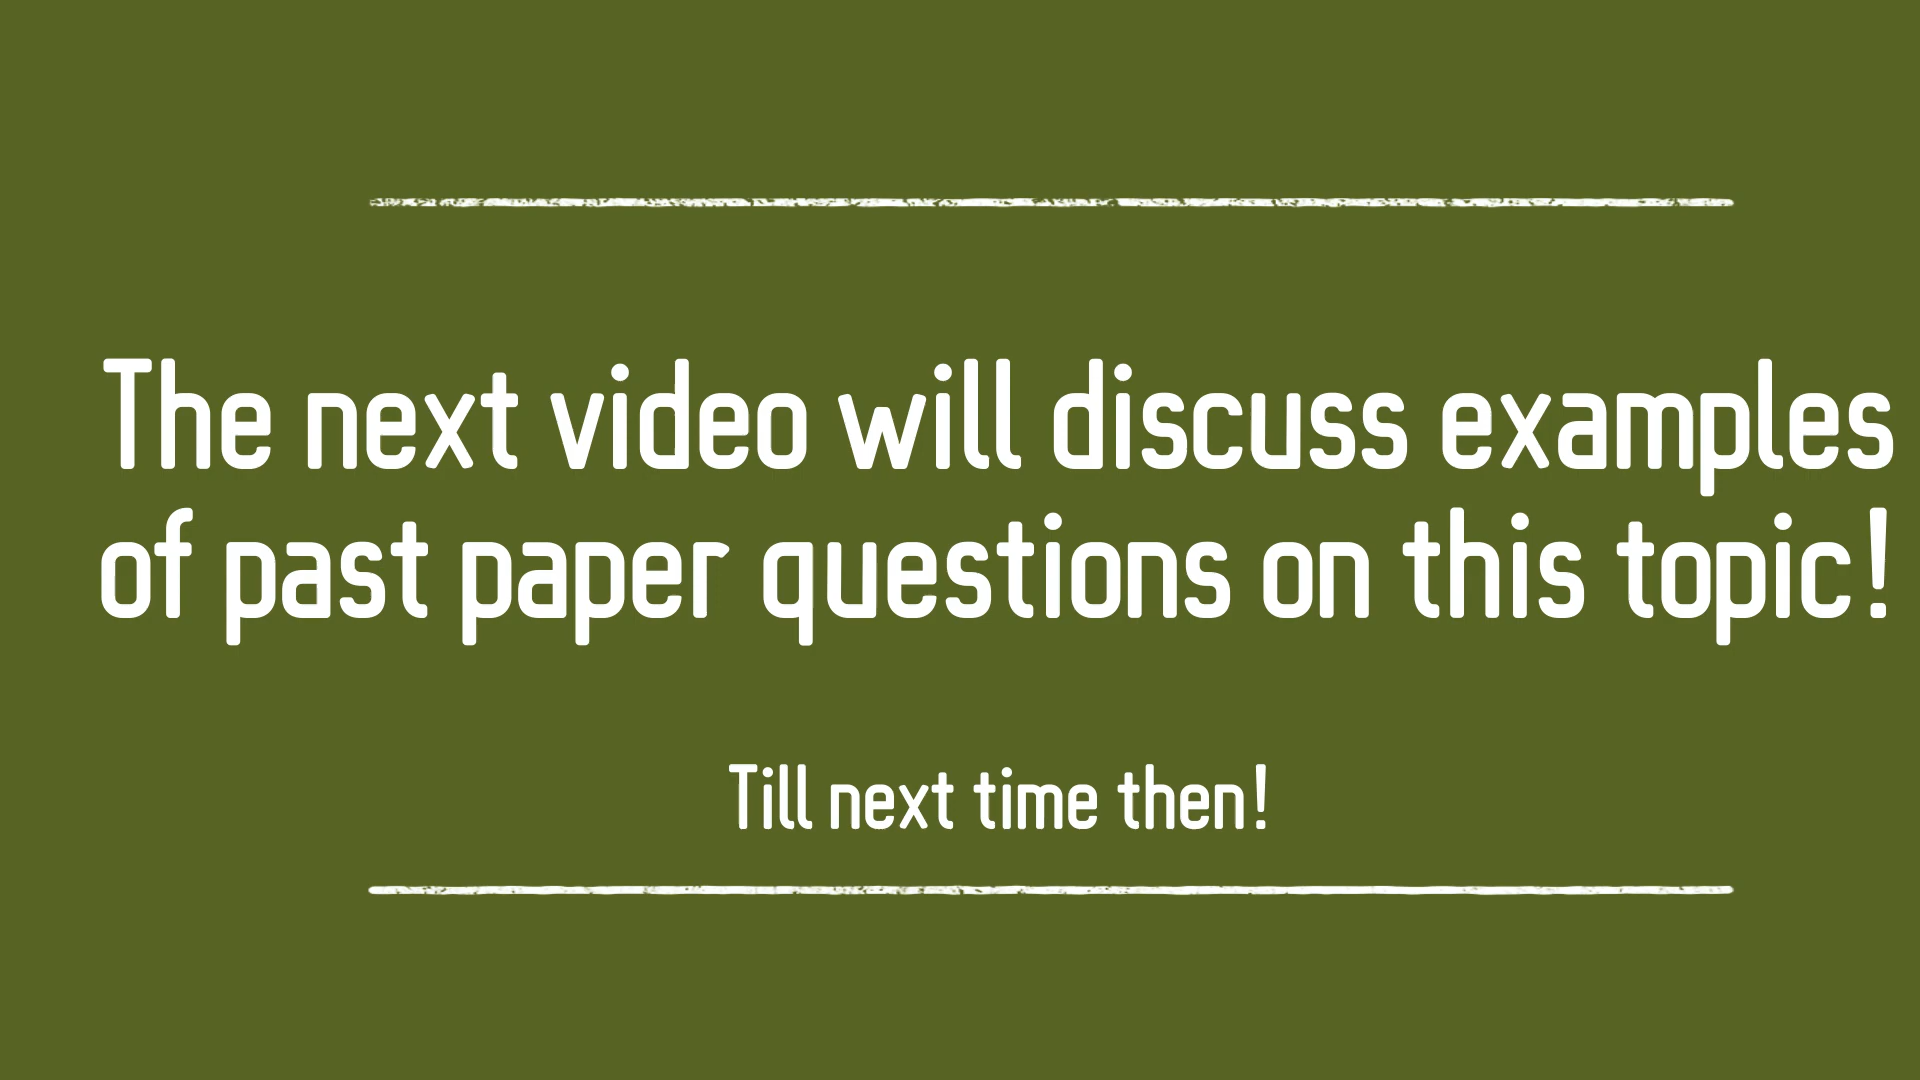 The next video will discuss examples
of past paper questions on this topic!
Till next time then!